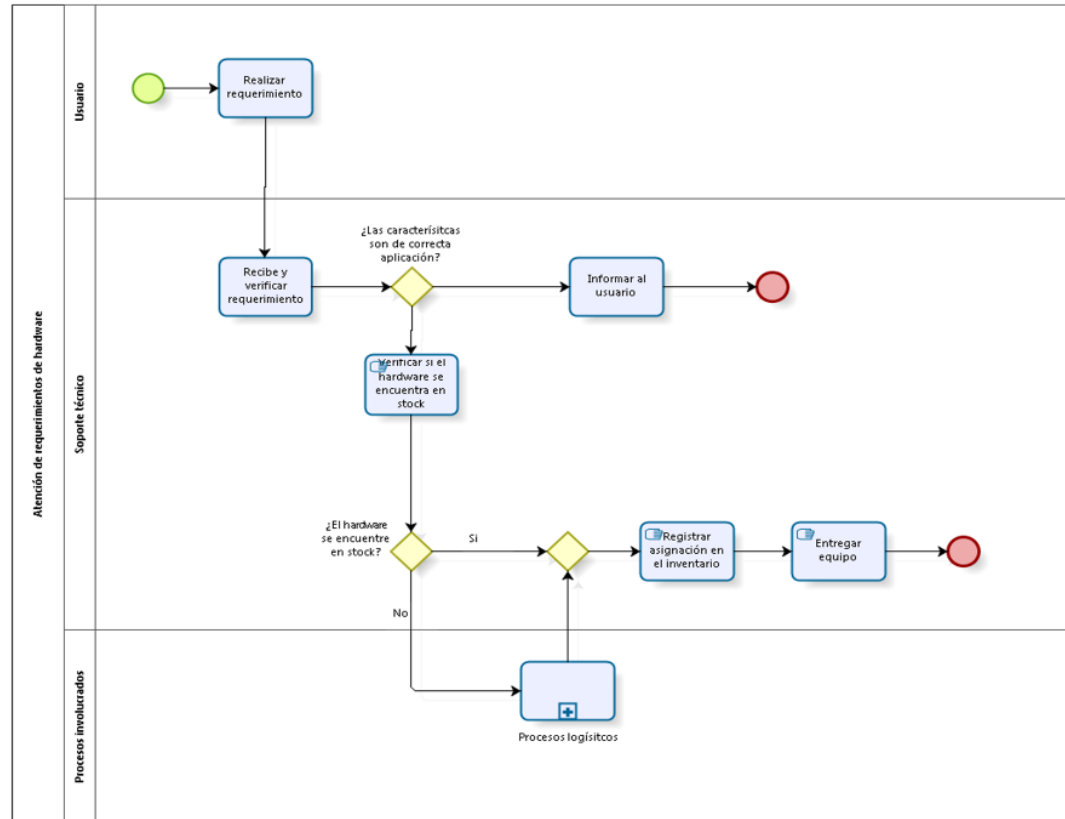 Atención de requerimientos de hardware
Usuario
Realizar
requerimiento
Soporte técnico
Recibe y
verificar
requerimiento
¿Las caracterísitcas
son de correcta
aplicación?
Informar al
usuario
Verificar si el
hardware se
encuentra en
stock
¿El hardware
se encuentre
en stock?
Si
No
Registrar
asignación en
el inventario
Entregar
equipo
Procesos involucrados
Procesos logísitcos